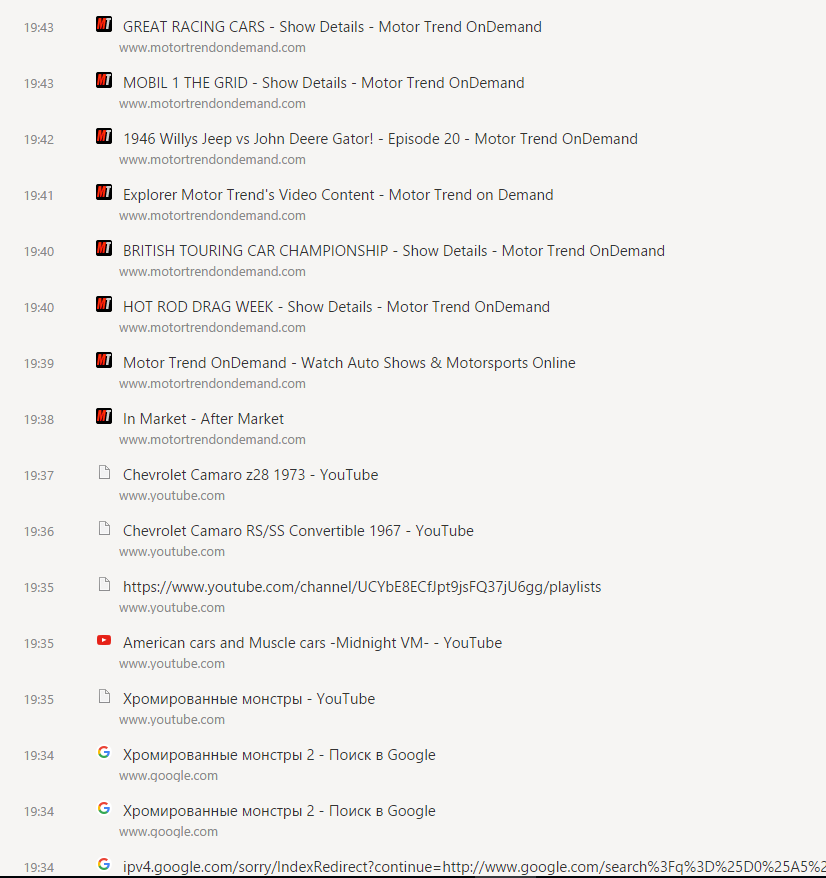 19:43 MT GREAT RACING CARS - Show Details - Motor Trend OnDemand
www.motortrendondemand.com
19:43 MT MOBIL 1 THE GRID - Show Details - Motor Trend OnDemand
www.motortrendondemand.com
19:42 MT 1946 Willys Jeep vs John Deere Gator! - Episode 20 - Motor Trend OnDemand
www.motortrendondemand.com
19:41 MT Explorer Motor Trend's Video Content - Motor Trend on Demand
www.motortrendondemand.com
19:40 MT BRITISH TOURING CAR CHAMPIONSHIP - Show Details - Motor Trend OnDemand
www.motortrendondemand.com
19:40 MT HOT ROD DRAG WEEK - Show Details - Motor Trend OnDemand
www.motortrendondemand.com
19:39 MT Motor Trend OnDemand - Watch Auto Shows & Motorsports Online
www.motortrendondemand.com
19:38 MT In Market - After Market
www.motortrendondemand.com
19:37 Chevrolet Camaro z28 1973 - YouTube
www.youtube.com
19:36 Chevrolet Camaro RS/SS Convertible 1967 - YouTube
www.youtube.com
19:35 https://www.youtube.com/channel/UCYbE8ECfJpt9jsFQ37jU6gg/playlists
www.youtube.com
19:35 American cars and Muscle cars -Midnight VM- - YouTube
www.youtube.com
19:35 Хромированные монстры - YouTube
www.youtube.com
19:34 G Хромированные монстры 2 - Поиск в Google
www.google.com
19:34 G Хромированные монстры 2 - Поиск в Google
www.google.com
19:34 G ipv4.google.com/sorry/IndexRedirect?continue=http://www.google.com/search%3Fq%3D%25D0%25A5%2